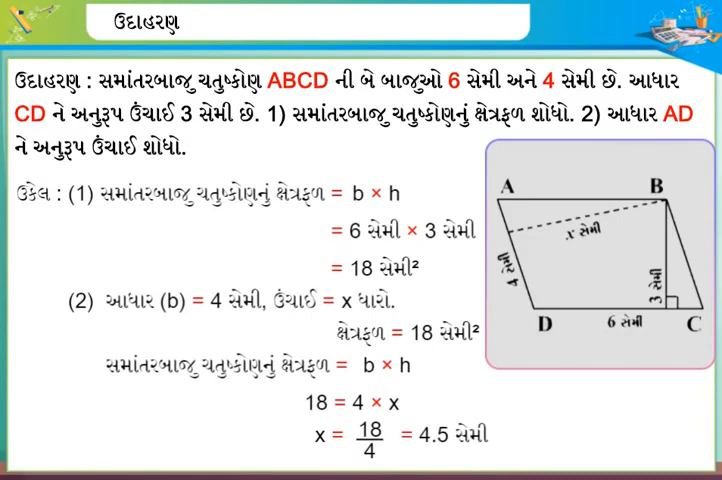 ઉદાહરણ
ઉદાહરણ : સમાંતરબાજુ ચતુષ્કોણ ABCD ની બે બાજુઓ 6 સેમી અને 4 સેમી છે. આધાર
CD ને અનુરૂપ ઉંચાઈ 3 સેમી છે. 1) સમાંતરબાજુ ચતુષ્કોણનું ક્ષેત્રફળ શોધો. 2) આધાર AD
ને અનુરૂપ ઉંચાઈ શોધો.
ઉકેલ : (1) સમાંતરબાજુ ચતુષ્કોણનું ક્ષેત્રફળ = b × h
= 6 સેમી × 3 સેમી
= 18 સેમી²
(2) આધાર (b) = 4 સેમી, ઉંચાઈ = x ધારો.
ક્ષેત્રફળ = 18 સેમી²
સમાંતરબાજુ ચતુષ્કોણનું ક્ષેત્રફળ = b × h
18 = 4 × x
x = 18/4 = 4.5 સેમી
A B
x સેમી
4 સેમી
3 સેમી
D 6 સેમી C